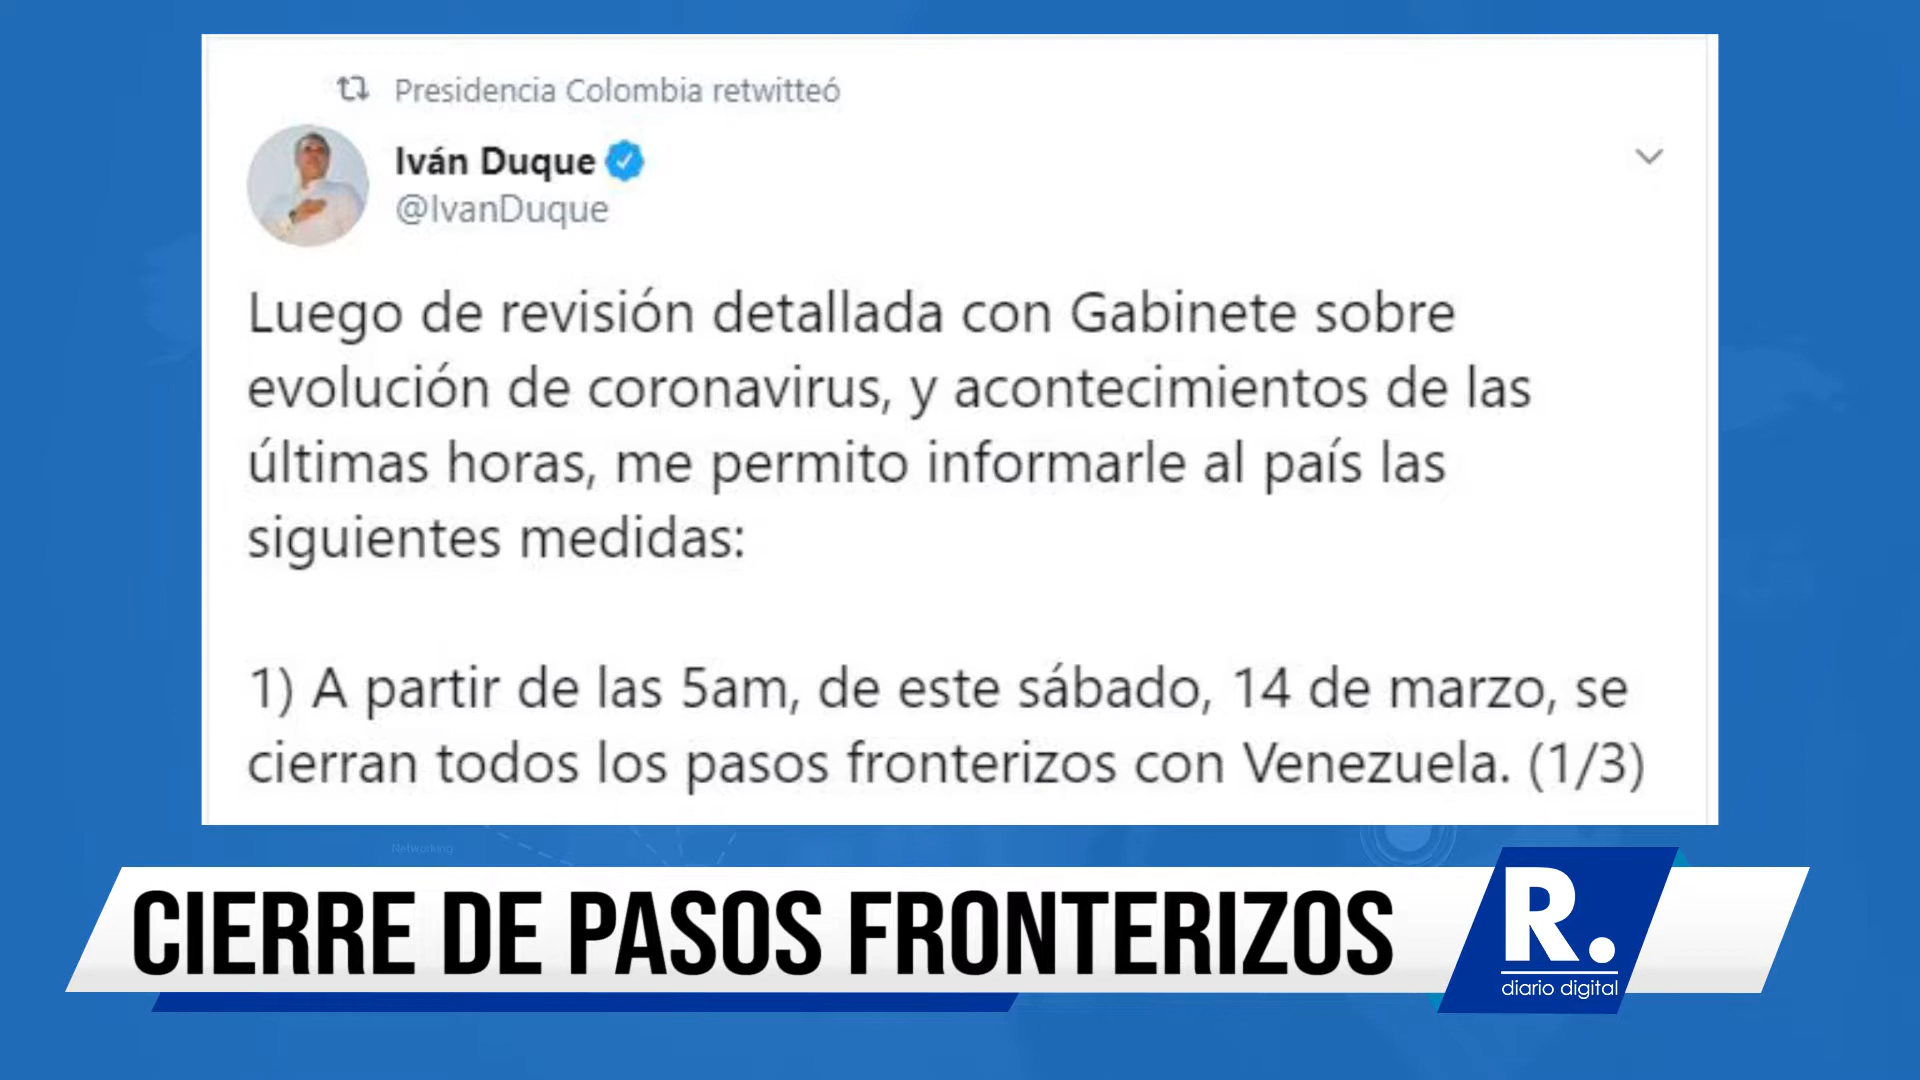 Presidencia Colombia retwitteó
Iván Duque
@IvanDuque
Luego de revisión detallada con Gabinete sobre
evolución de coronavirus, y acontecimientos de las
últimas horas, me permito informarle al país las
siguientes medidas:
1) A partir de las 5am, de este sábado, 14 de marzo, se
cierran todos los pasos fronterizos con Venezuela. (1/3)
Networking
CIERRE DE PASOS FRONTERIZOS
R.
diario digital